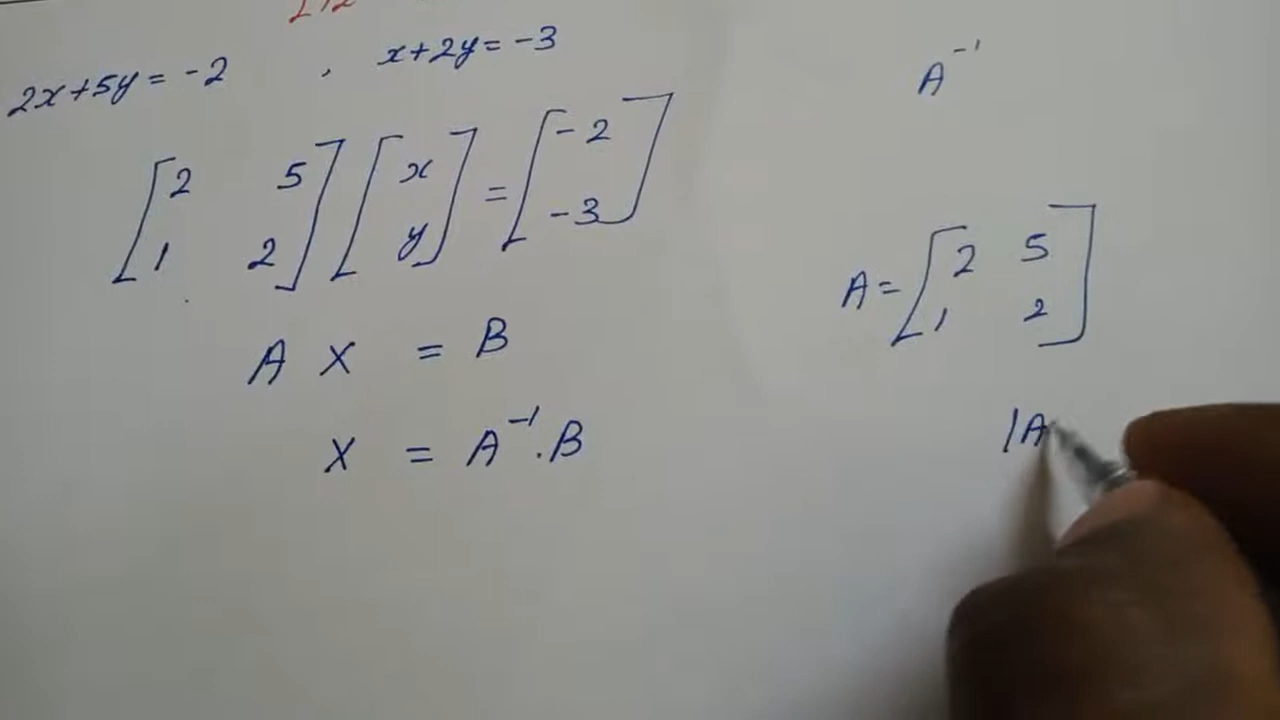 2x+5y=-2 , x+2y=-3
[2 5
1 2] [x
y] = [-2
-3]
A X = B
X = A⁻¹.B
A⁻¹
A= [2 5
1 2]
|A